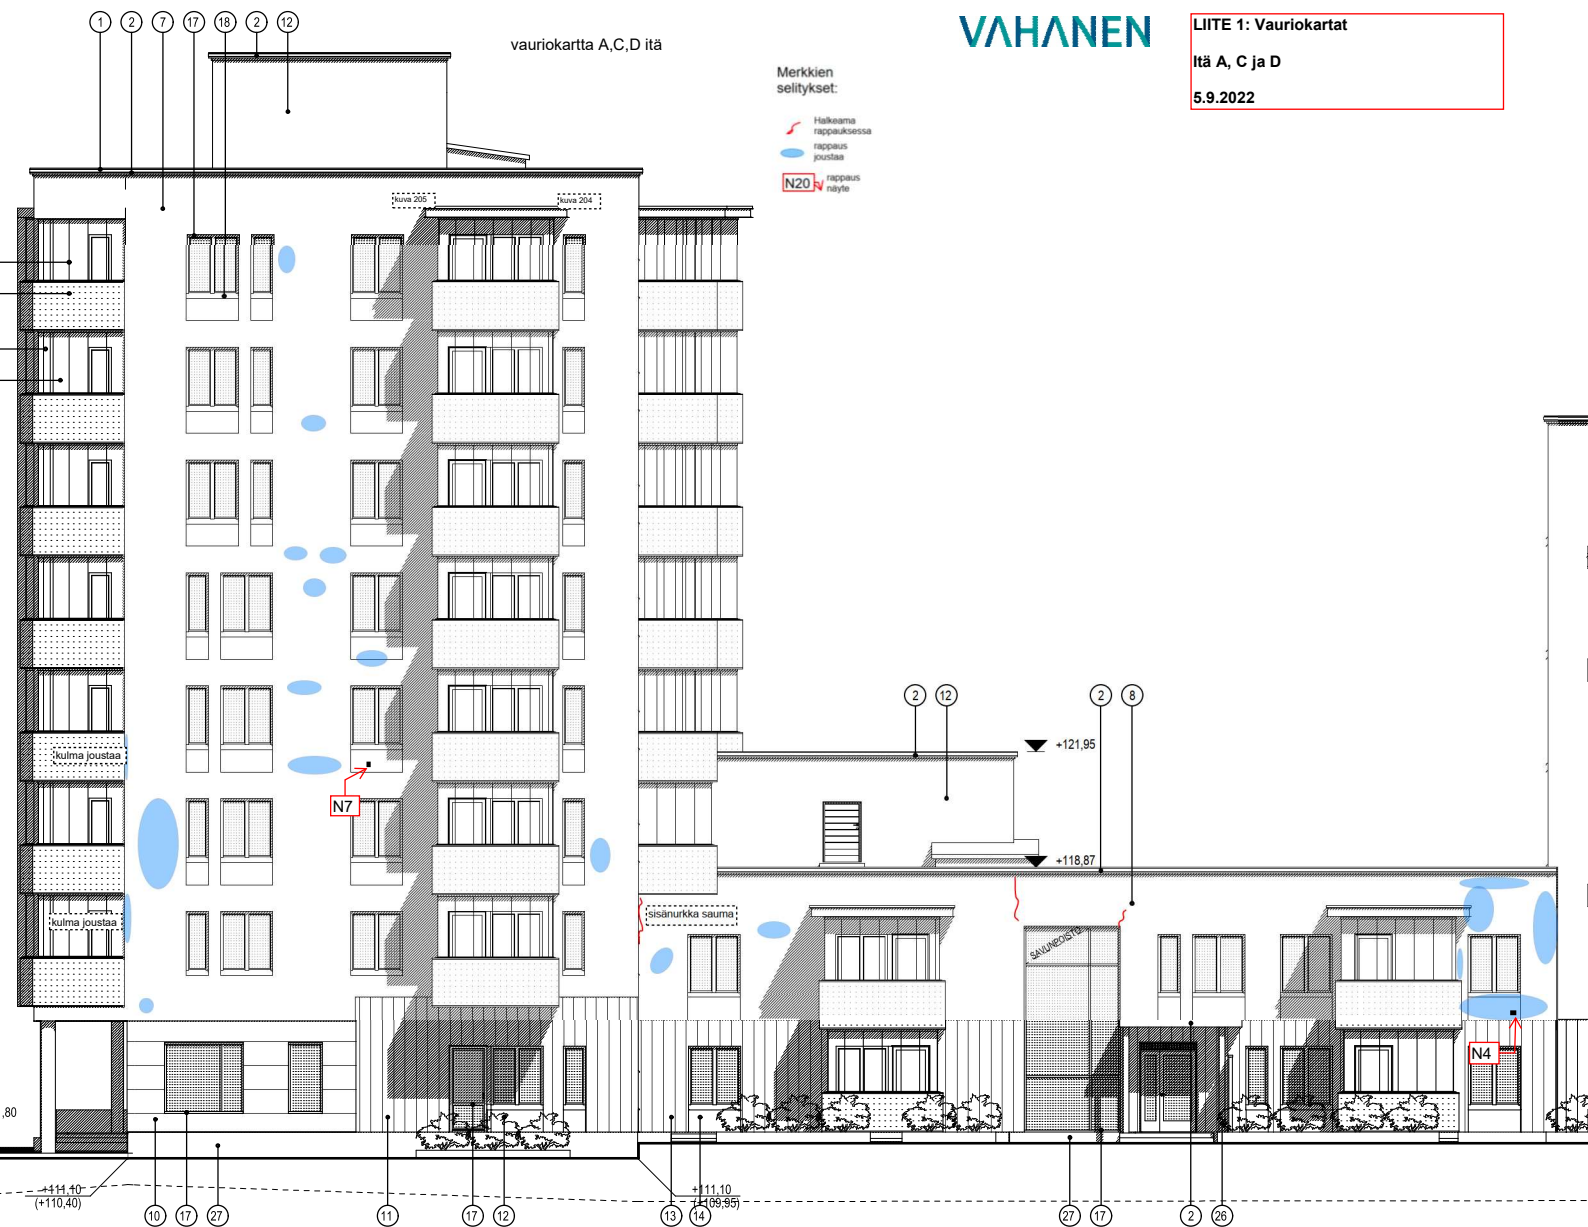 1 2 7 17 18 2 12
vauriokartta A,C,D itä
VAHANEN
LIITE 1: Vauriokartat
Itä A, C ja D
5.9.2022
Merkkien
selitykset:
Halkeama
rappauksessa
rappaus
joustaa
N20
rappaus
näyte
kuva 205
kuva 204
2 12 2 8
+121,95
kulma joustaa
N7
+118,87
kulma joustaa
sisänurkka sauma
SAVUNPOISTO
N4
,80
+111,10
(+110,40)
+111,10
(+109,95)
10 17 27 11 17 12 13 14 27 17 2 26